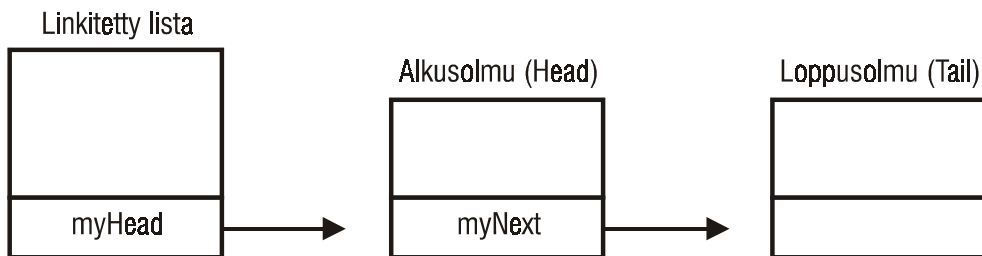 Linkitetty lista
Alkusolmu (Head)
Loppusolmu (Tail)
myHead
myNext